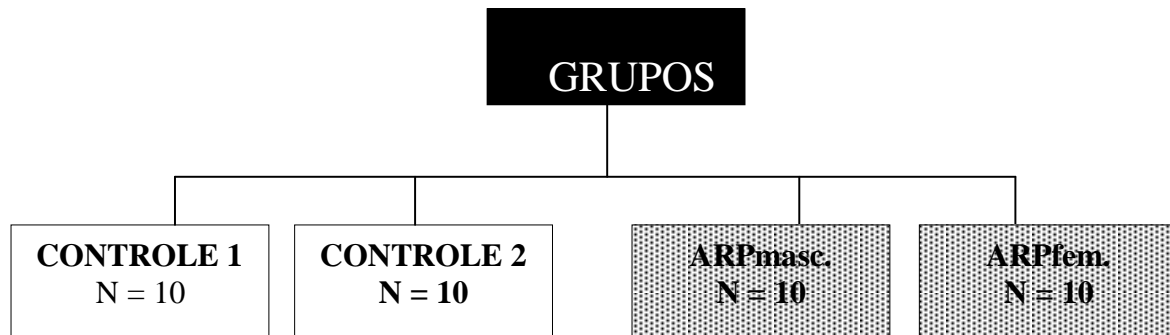 GRUPOS
CONTROLE 1
N = 10
CONTROLE 2
N = 10
ARPmasc.
N = 10
ARPfem.
N = 10